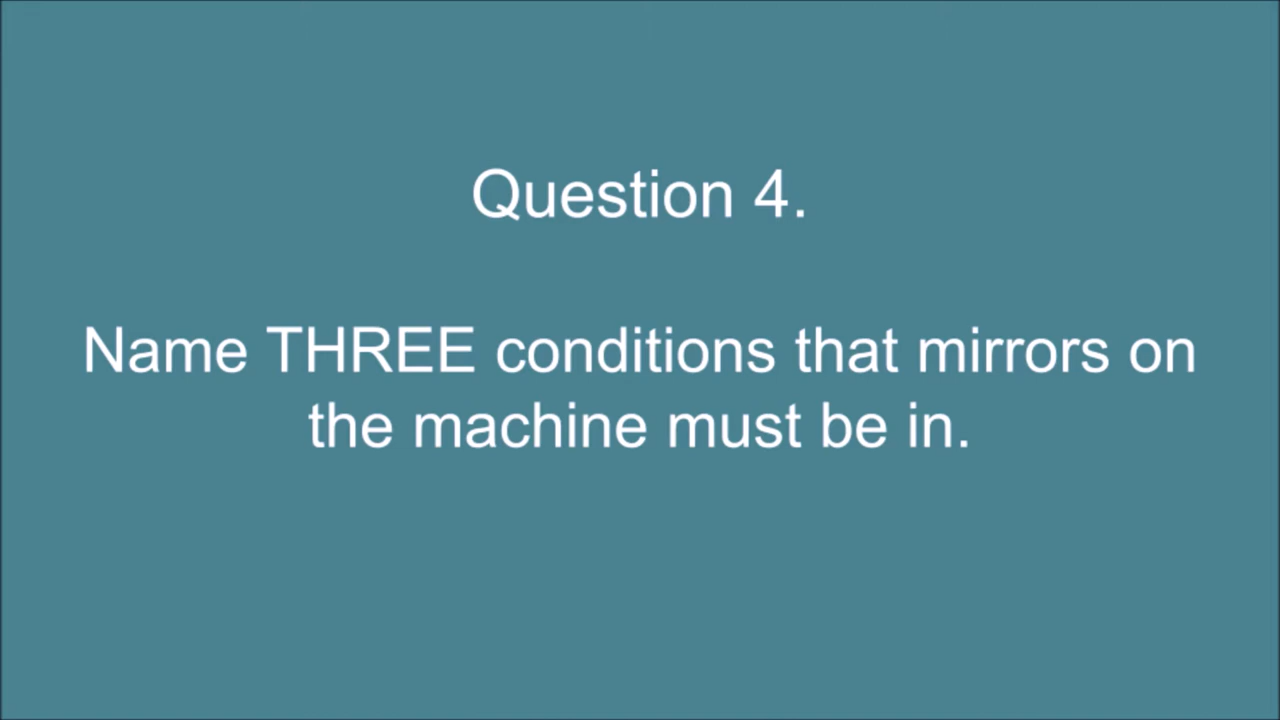 Question 4.
Name THREE conditions that mirrors on
the machine must be in.